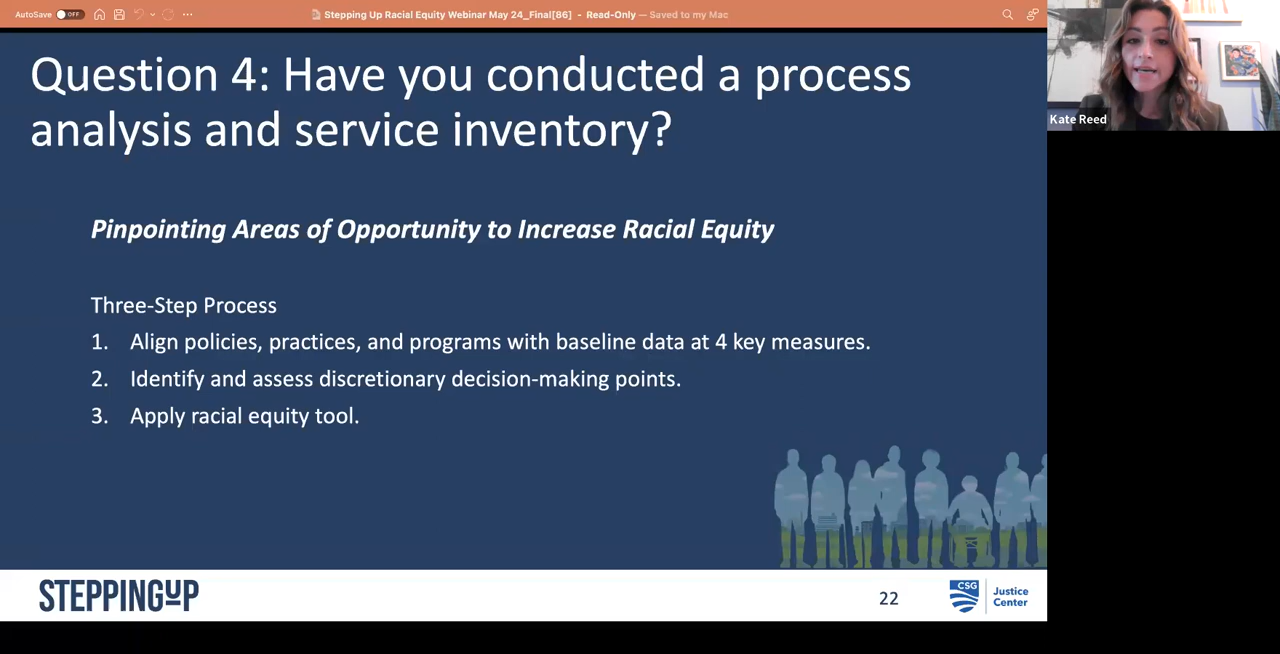 AutoSave OFF
Stepping Up Racial Equity Webinar May 24_Final[86] - Read-Only — Saved to my Mac
Kate Reed
Question 4: Have you conducted a process
analysis and service inventory?
Pinpointing Areas of Opportunity to Increase Racial Equity
Three-Step Process
1. Align policies, practices, and programs with baseline data at 4 key measures.
2. Identify and assess discretionary decision-making points.
3. Apply racial equity tool.
STEPPINGUP
22
CSG
Justice
Center